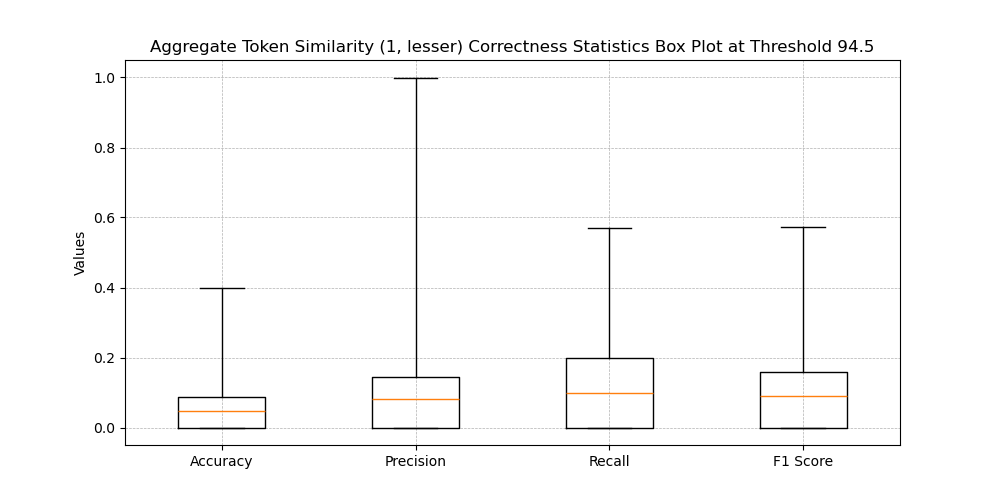 Aggregate Token Similarity (1, lesser) Correctness Statistics Box Plot at Threshold 94.5
1.0
0.8
0.6
0.4
0.2
0.0
Values
Accuracy Precision Recall F1 Score